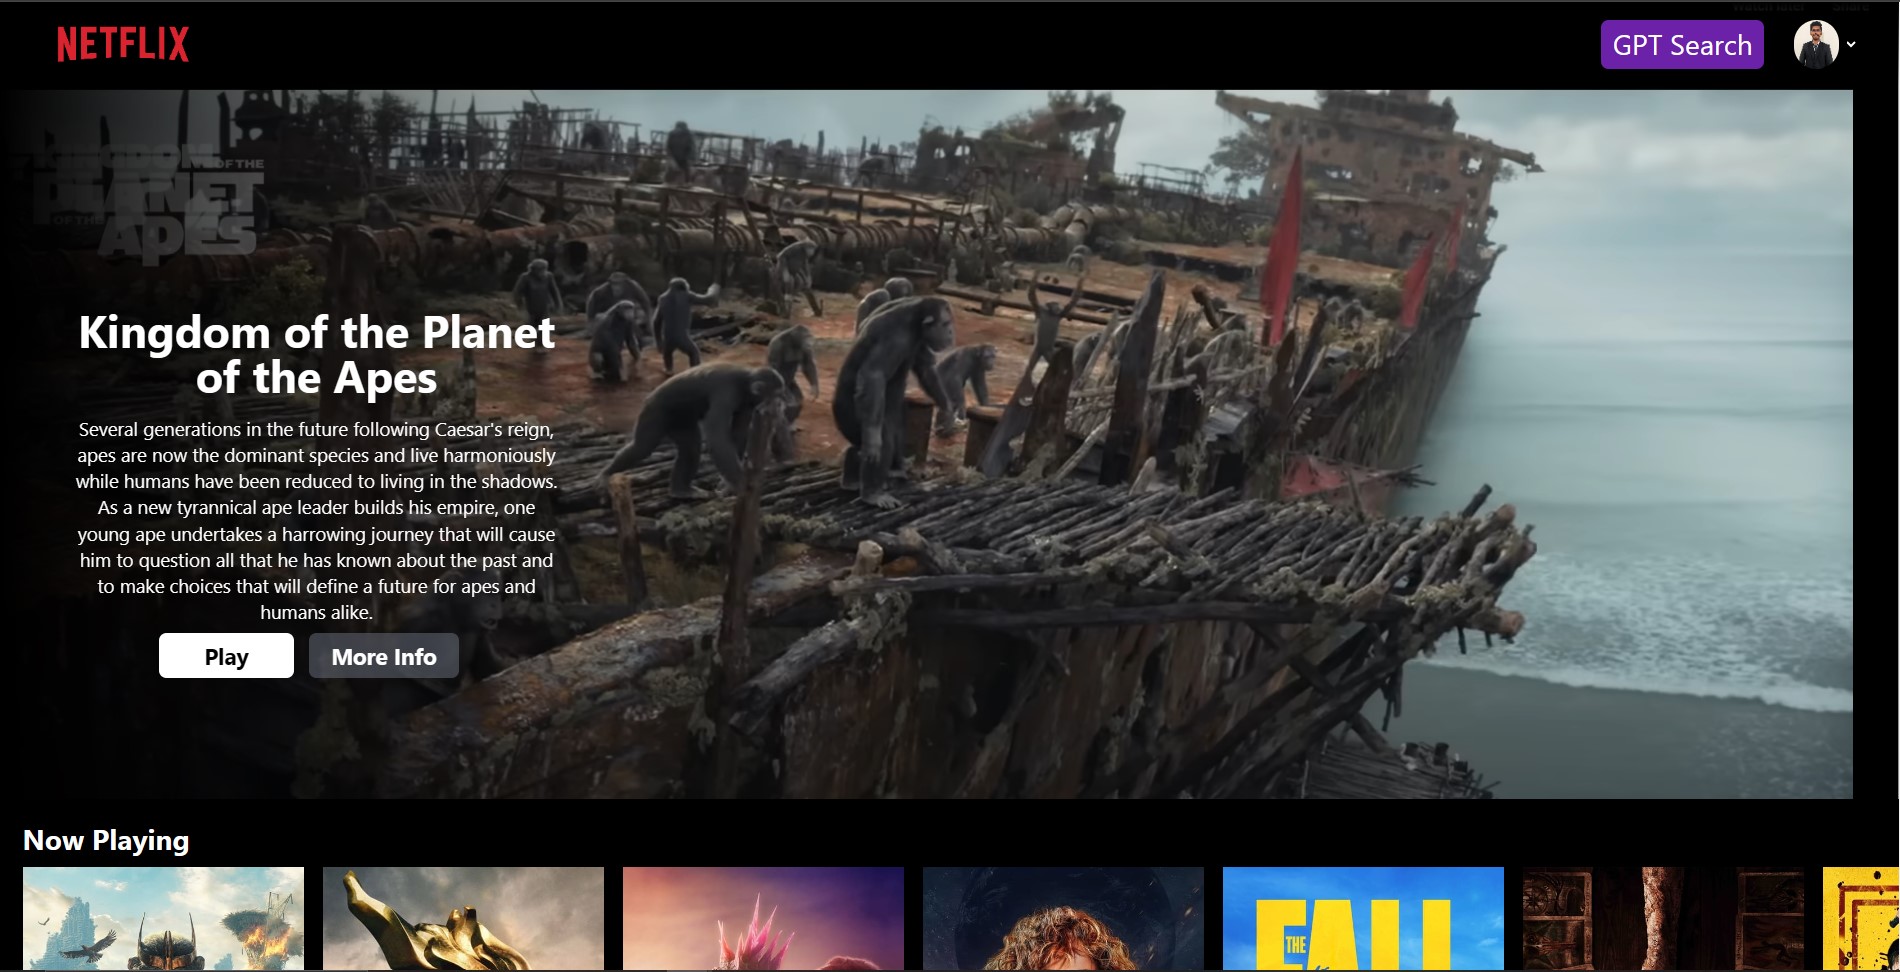 Watch later Share
NETFLIX
GPT Search
KINGDOM OF THE
PLANET
OF THE
APES
Kingdom of the Planet
of the Apes
Several generations in the future following Caesar's reign,
apes are now the dominant species and live harmoniously
while humans have been reduced to living in the shadows.
As a new tyrannical ape leader builds his empire, one
young ape undertakes a harrowing journey that will cause
him to question all that he has known about the past and
to make choices that will define a future for apes and
humans alike.
Play
More Info
Now Playing
THE
FALL